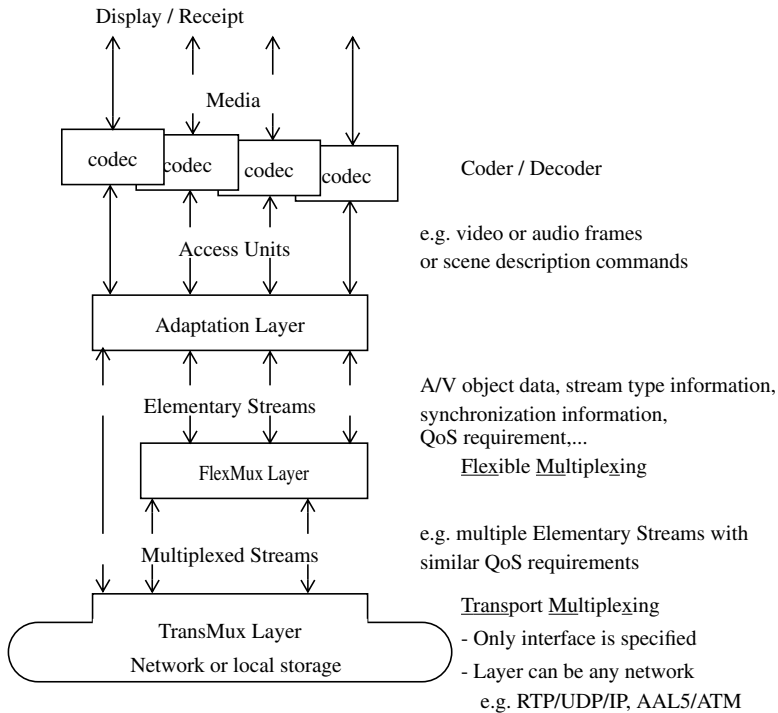 Display / Receipt
Media
codec
codec
codec
codec
Coder / Decoder
Access Units
e.g. video or audio frames
or scene description commands
Adaptation Layer
Elementary Streams
A/V object data, stream type information,
synchronization information,
QoS requirement,...
FlexMux Layer
Flexible Multiplexing
Multiplexed Streams
e.g. multiple Elementary Streams with
similar QoS requirements
TransMux Layer
Network or local storage
Transport Multiplexing
- Only interface is specified
- Layer can be any network
e.g. RTP/UDP/IP, AAL5/ATM